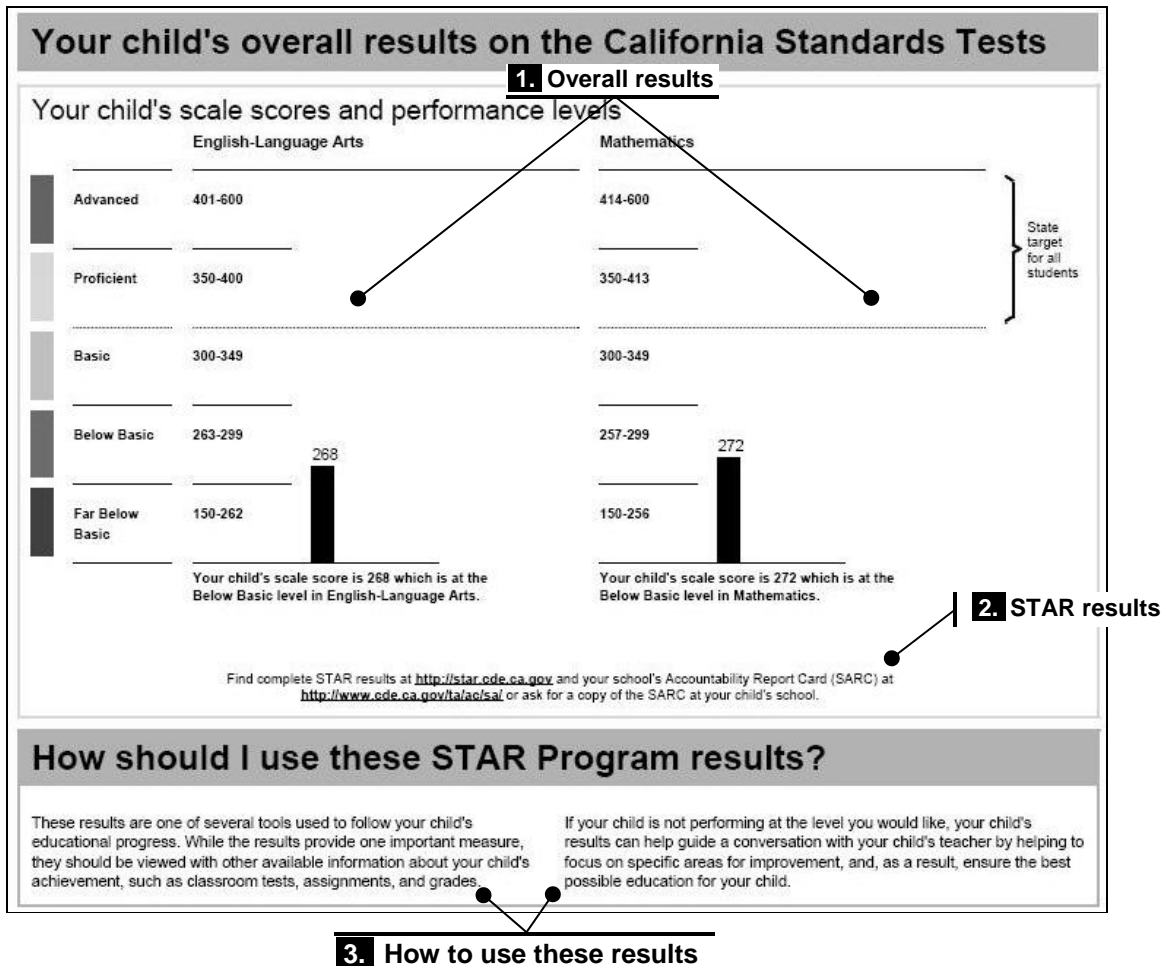 Your child's overall results on the California Standards Tests
1. Overall results
Your child's scale scores and performance levels
English-Language Arts
Mathematics
Advanced 401-600 414-600
State
target
for all
students
Proficient 350-400 350-413
Basic 300-349 300-349
Below Basic 263-299 257-299
268
272
Far Below
Basic
150-262 150-256
Your child's scale score is 268 which is at the
Below Basic level in English-Language Arts.
Your child's scale score is 272 which is at the
Below Basic level in Mathematics.
2. STAR results
Find complete STAR results at http://star.cde.ca.gov and your school's Accountability Report Card (SARC) at
http://www.cde.ca.gov/ta/ac/sa/ or ask for a copy of the SARC at your child's school.
How should I use these STAR Program results?
These results are one of several tools used to follow your child's
educational progress. While the results provide one important measure,
they should be viewed with other available information about your child's
achievement, such as classroom tests, assignments, and grades.
If your child is not performing at the level you would like, your child's
results can help guide a conversation with your child's teacher by helping to
focus on specific areas for improvement, and, as a result, ensure the best
possible education for your child.
3. How to use these results